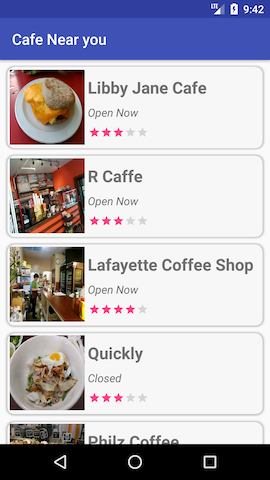 LTE 9:42
Cafe Near you
Libby Jane Cafe
Open Now
R Caffe
Open Now
Lafayette Coffee Shop
Open Now
Quickly
Closed
Philz Coffee